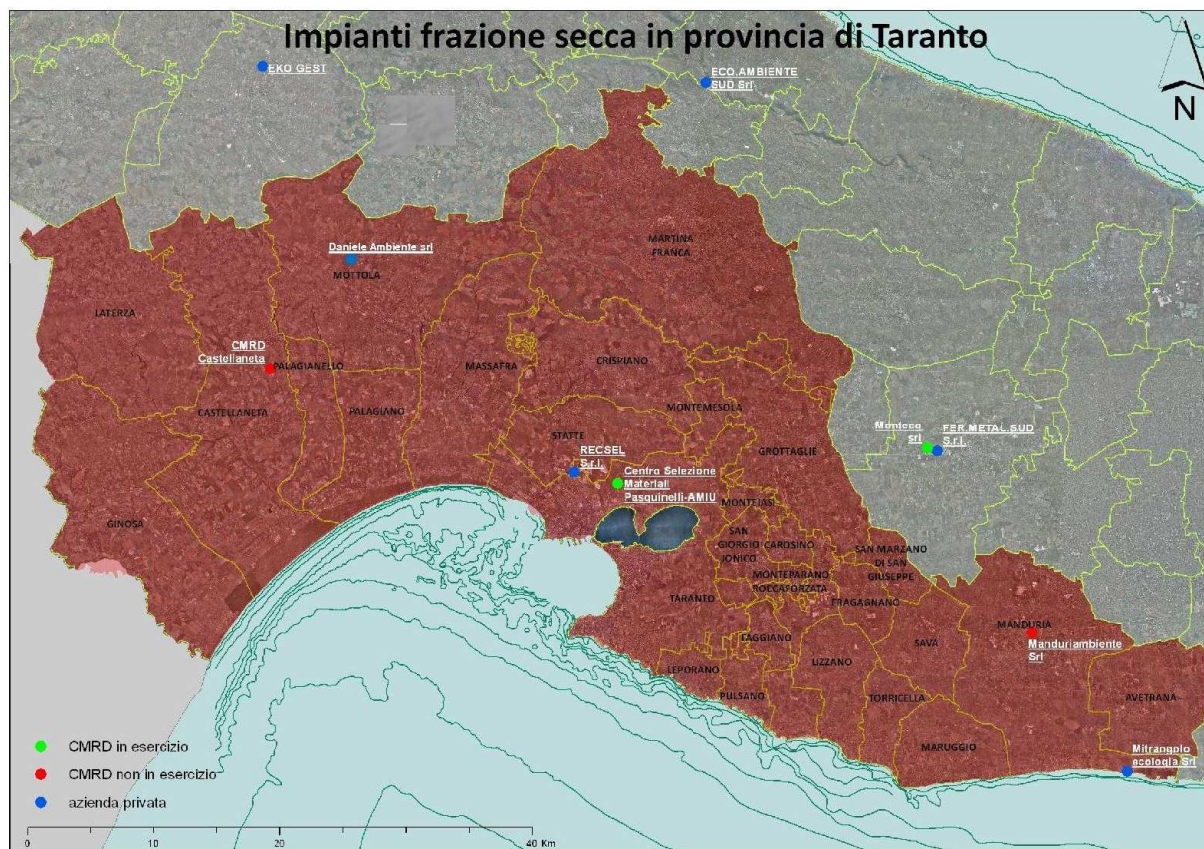 Impianti frazione secca in provincia di Taranto
EKO GEST
ECO.AMBIENTE
SUD Srl
N
Daniele Ambiente srl
MOTTOLA
MARTINA
FRANCA
LATERZA
CMRD
Castellaneta
PALAGIANELLO
MASSAFRA
CRISPIANO
CASTELLANETA
PALAGIANO
MONTEMESOLA
STATTE
RECSEL
S.r.l.
GROTTAGLIE
Monteco
srl
FER.METAL.SUD
S.r.l.
Centro Selezione
Materiali
Pasquinelli-AMIU
MONTEIASI
GINOSA
SAN
GIORGIO
IONICO
CAROSINO
SAN MARZANO
DI SAN
GIUSEPPE
MONTEPARANO
ROCCAFORZATA
TARANTO
FRAGAGNANO
FAGGIANO
SAVA
MANDURIA
Manduriambiente
Srl
LEPORANO
LIZZANO
PULSANO
TORRICELLA
AVETRANA
MARUGGIO
Mitrangolo
ecologia Srl
CMRD in esercizio
CMRD non in esercizio
azienda privata
0 10 20 40 Km